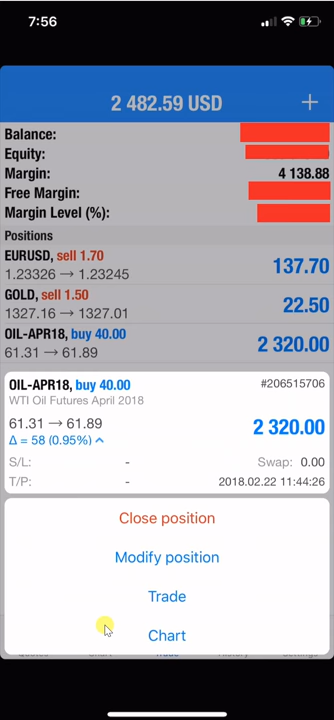 7:56
2 482.59 USD
Balance:
Equity:
Margin: 4 138.88
Free Margin:
Margin Level (%):
Positions
EURUSD, sell 1.70
1.23326 → 1.23245 137.70
GOLD, sell 1.50
1327.16 → 1327.01 22.50
OIL-APR18, buy 40.00
61.31 → 61.89 2 320.00
OIL-APR18, buy 40.00 #206515706
WTI Oil Futures April 2018
61.31 → 61.89 2 320.00
Δ = 58 (0.95%)
S/L: - Swap: 0.00
T/P: - 2018.02.22 11:44:26
Close position
Modify position
Trade
Chart